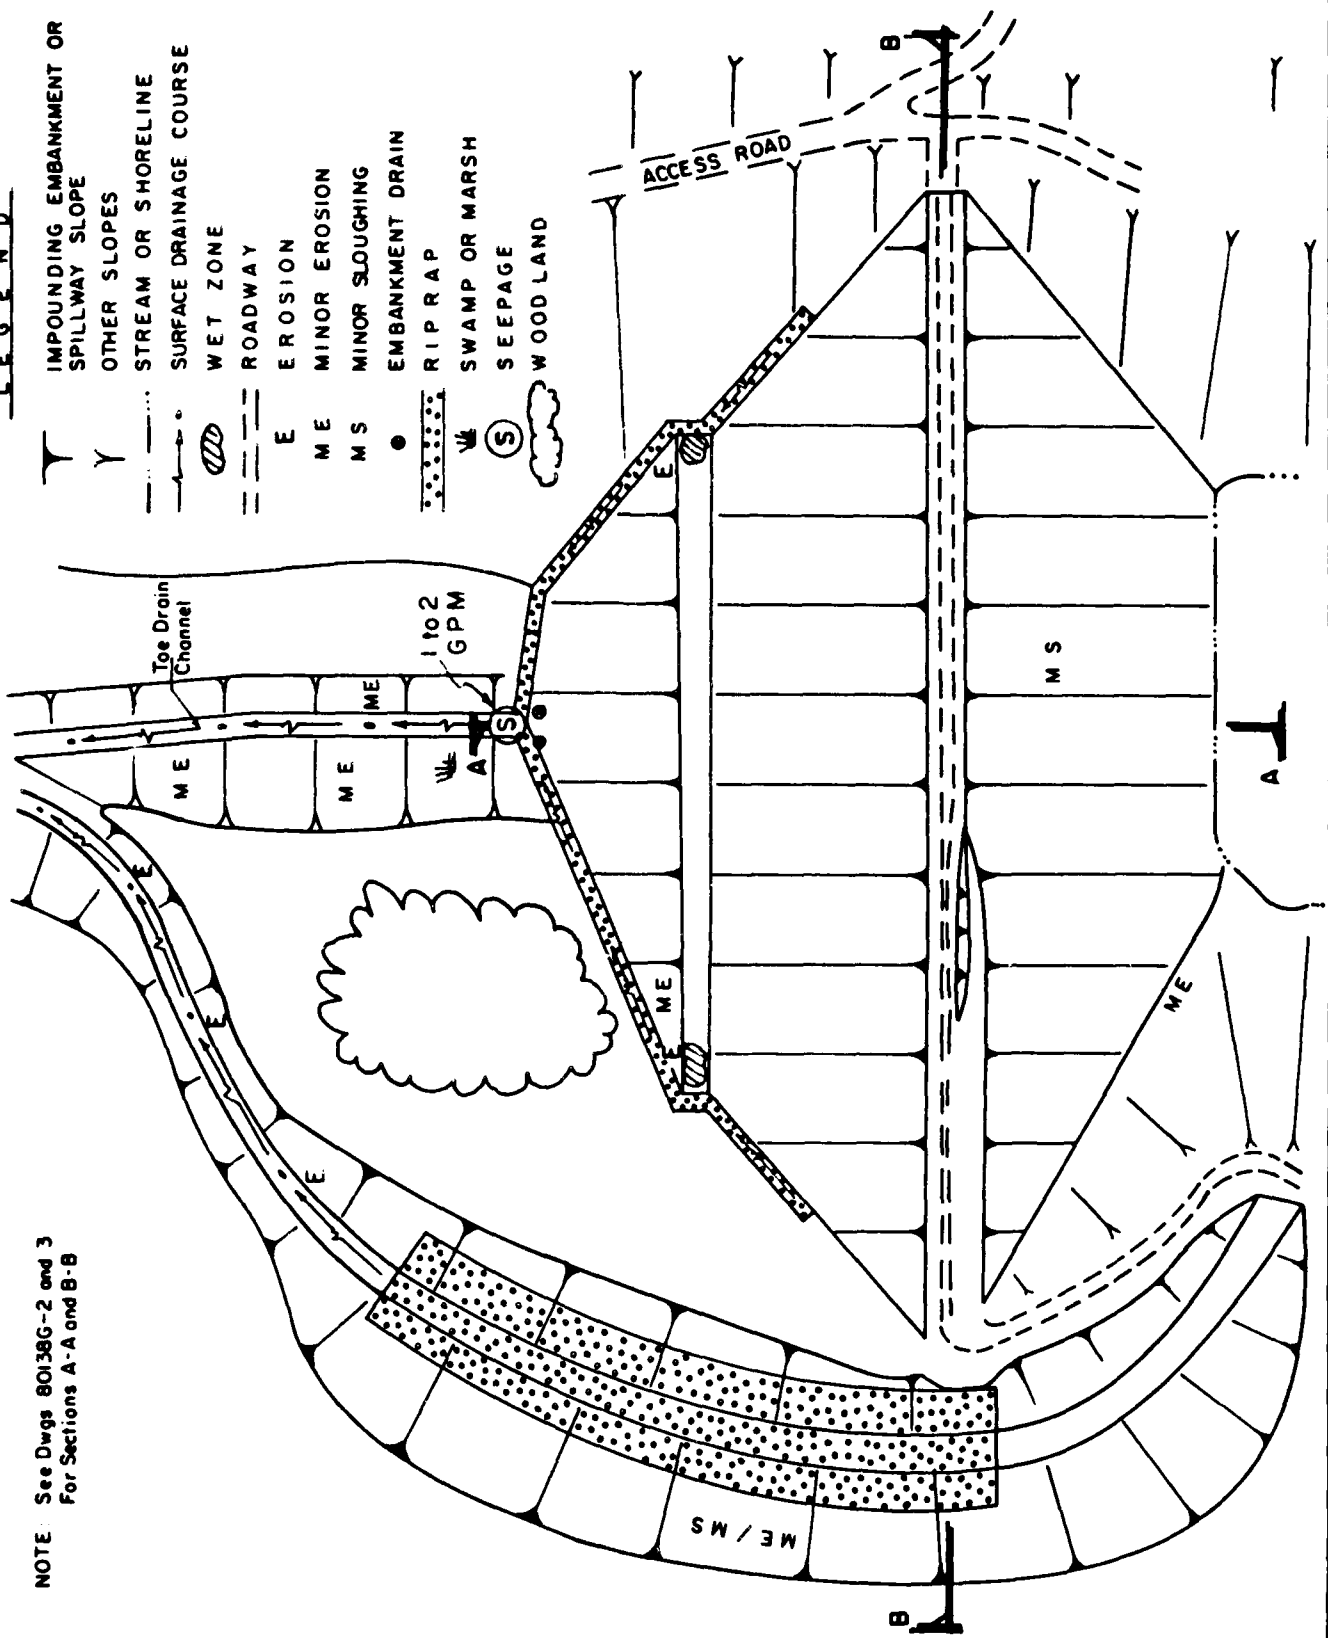 NOTE: See Dwgs 80138G-2 and 3
For Sections A-A and B-B
LEGEND
IMPOUNDING EMBANKMENT OR
SPILLWAY SLOPE
OTHER SLOPES
STREAM OR SHORELINE
SURFACE DRAINAGE COURSE
WET ZONE
ROADWAY
E EROSION
ME MINOR EROSION
MS MINOR SLOUGHING
EMBANKMENT DRAIN
RIPRAP
SWAMP OR MARSH
S SEEPAGE
WOODLAND
Toe Drain
Channel
1 to 2
GPM
ME
ME
ME
S
A
E
E
E
E
ME
E
ACCESS ROAD
B
MS
A
ME
ME/MS
B